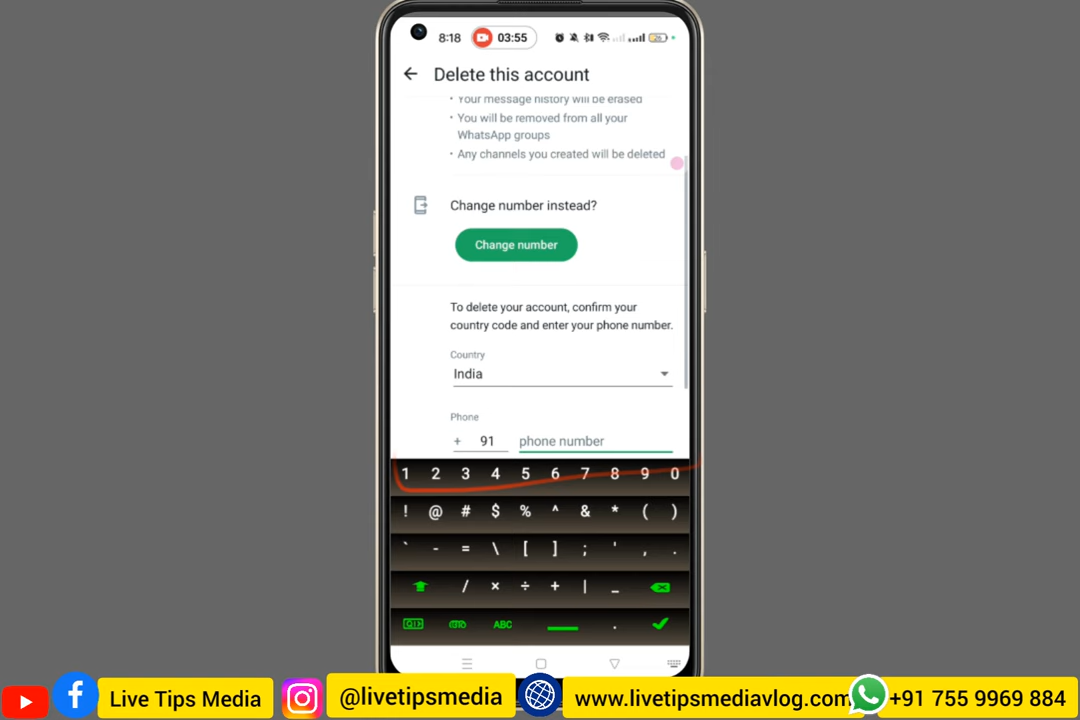 8:18 03:55
Delete this account
• Your message history will be erased
• You will be removed from all your
WhatsApp groups
• Any channels you created will be deleted
Change number instead?
Change number
To delete your account, confirm your
country code and enter your phone number.
Country
India
Phone
+ 91 phone number
1 2 3 4 5 6 7 8 9 0
! @ # $ % ^ & * ( )
` - = \ [ ] ; ' , .
/ × ÷ + | _
ABC .
Live Tips Media @livetipsmedia www.livetipsmediavlog.com +91 755 9969 884